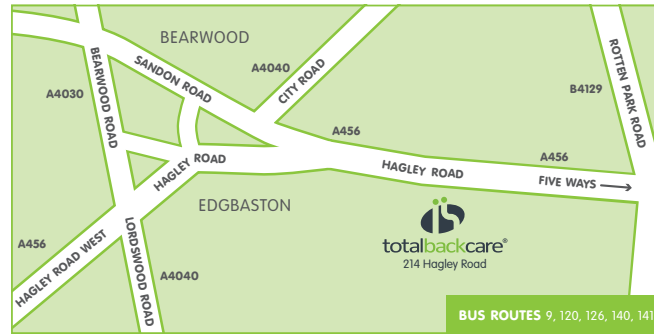 BEARWOOD
SANDON ROAD
A4040
CITY ROAD
BEARWOOD ROAD
A4030
ROTTEN PARK ROAD
B4129
A456
HAGLEY ROAD
A456
HAGLEY ROAD
FIVE WAYS
EDGBASTON
A456
HAGLEY ROAD WEST
LORDSWOOD ROAD
A4040
totalbackcare®
214 Hagley Road
BUS ROUTES 9, 120, 126, 140, 141